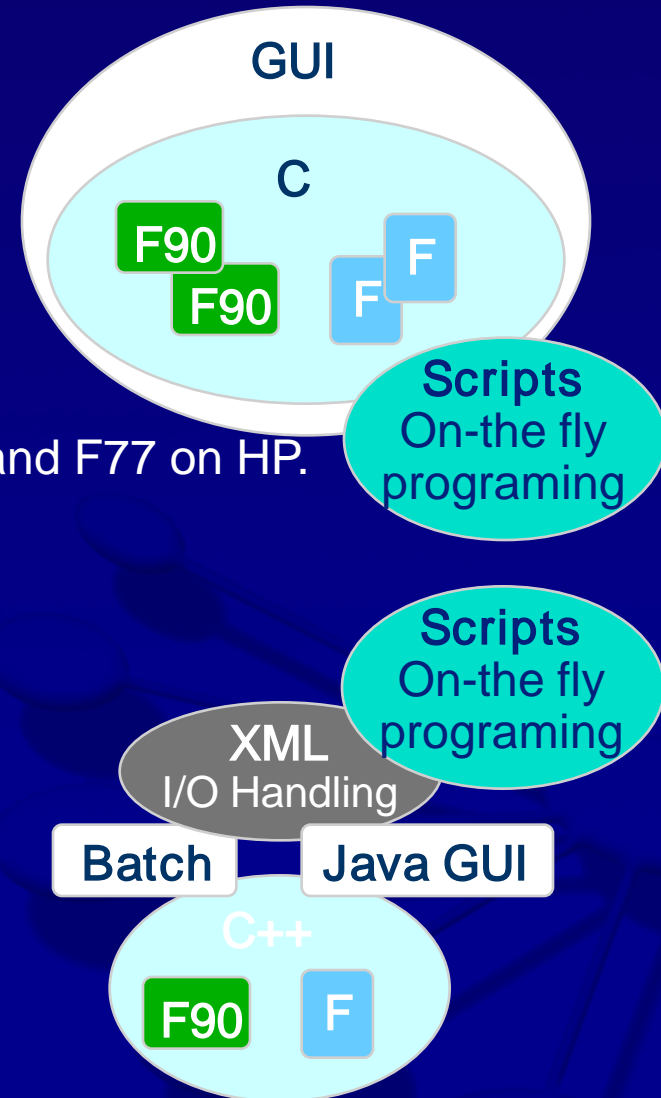 GUI
C
F90
F90
F
F
Scripts
On-the fly
programing
and F77 on HP.
Scripts
On-the fly
programing
XML
I/O Handling
Batch
Java GUI
C++
F90
F